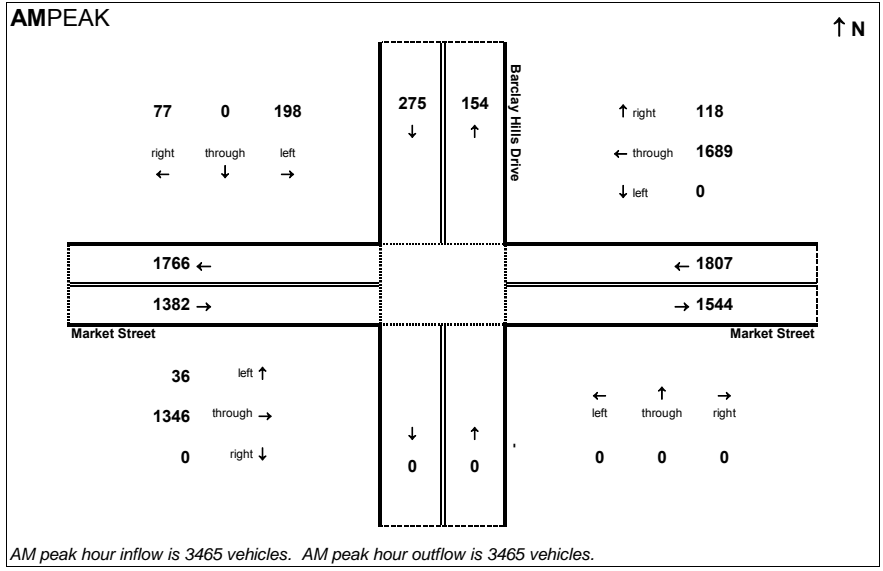 AMPEAK
↑ N
77 0 198
right through left
← ↓ →
275 154
↓ ↑
Barclay Hills Drive
↑ right 118
← through 1689
↓ left 0
1766 ←
← 1807
1382 →
→ 1544
Market Street
Market Street
36 left ↑
1346 through →
0 right ↓
↓ ↑
0 0
← ↑ →
left through right
0 0 0
AM peak hour inflow is 3465 vehicles. AM peak hour outflow is 3465 vehicles.